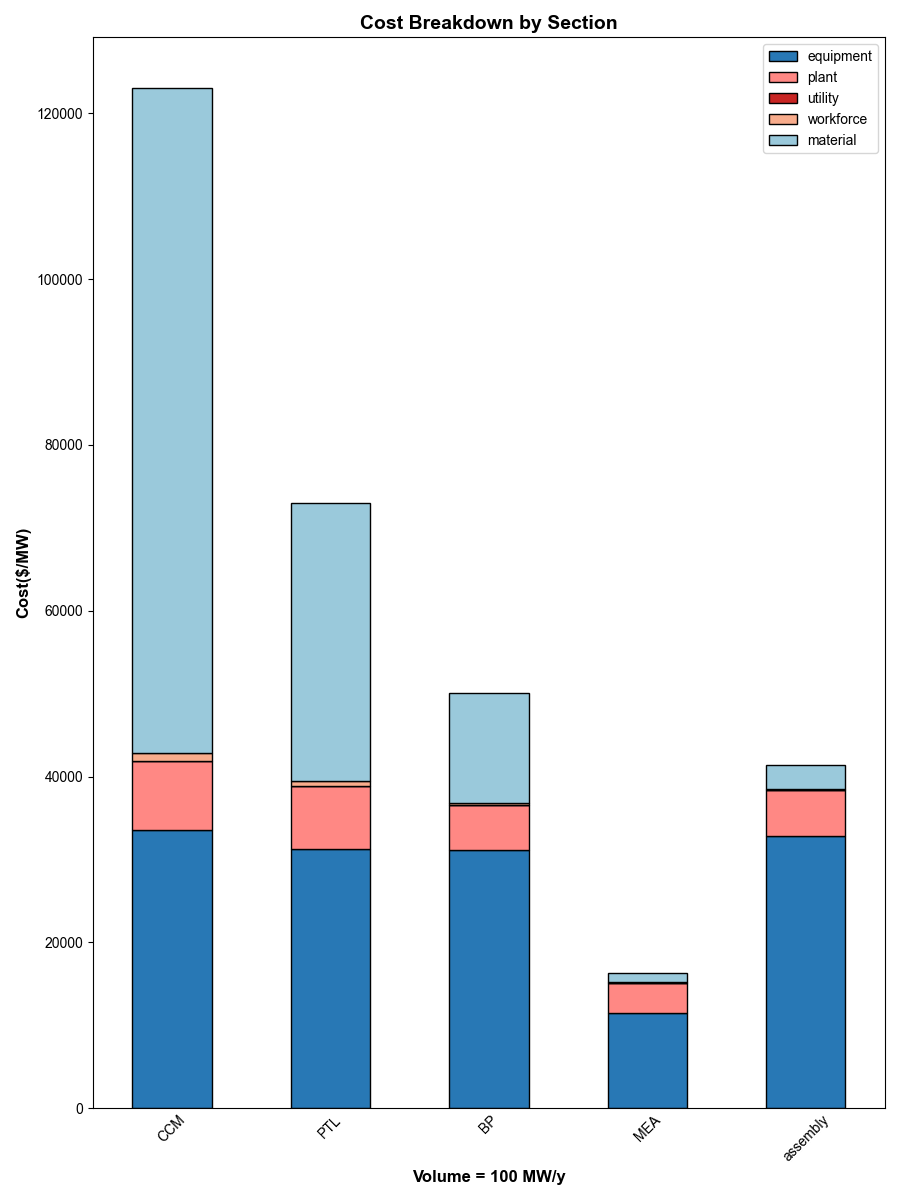 Cost Breakdown by Section
equipment
plant
utility
workforce
material
Cost($/MW)
120000
100000
80000
60000
40000
20000
0
CCM
PTL
BP
MEA
assembly
Volume = 100 MW/y